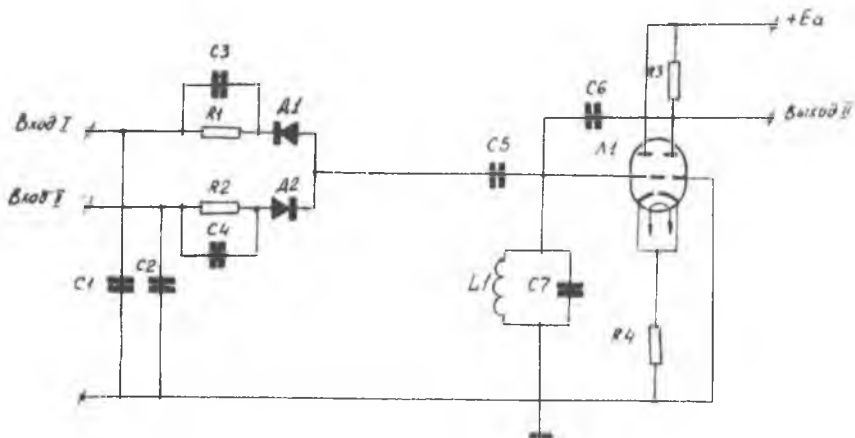 +Ea
C3
R3
C6
R1
Д1
Вход I
Выход II
C5
Л1
R2
Д2
Вход II
C4
C1
C2
L1
C7
R4